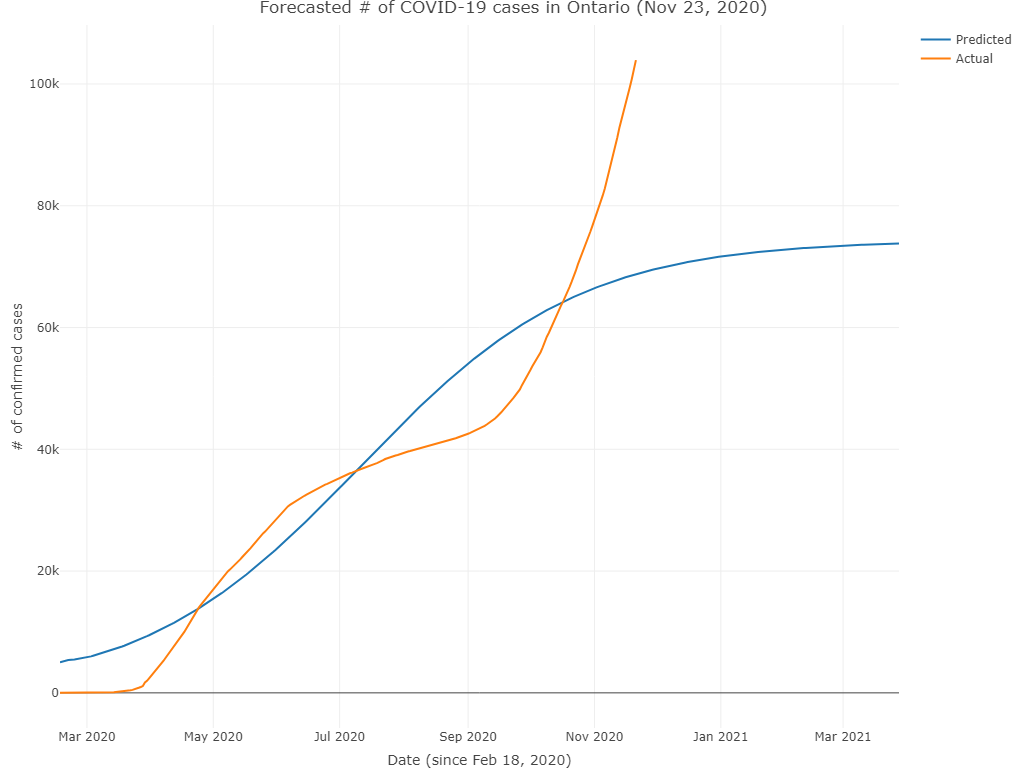 Forecasted # of COVID-19 cases in Ontario (Nov 23, 2020)
Predicted
Actual
100k
80k
60k
40k
20k
0
# of confirmed cases
Mar 2020 May 2020 Jul 2020 Sep 2020 Nov 2020 Jan 2021 Mar 2021
Date (since Feb 18, 2020)